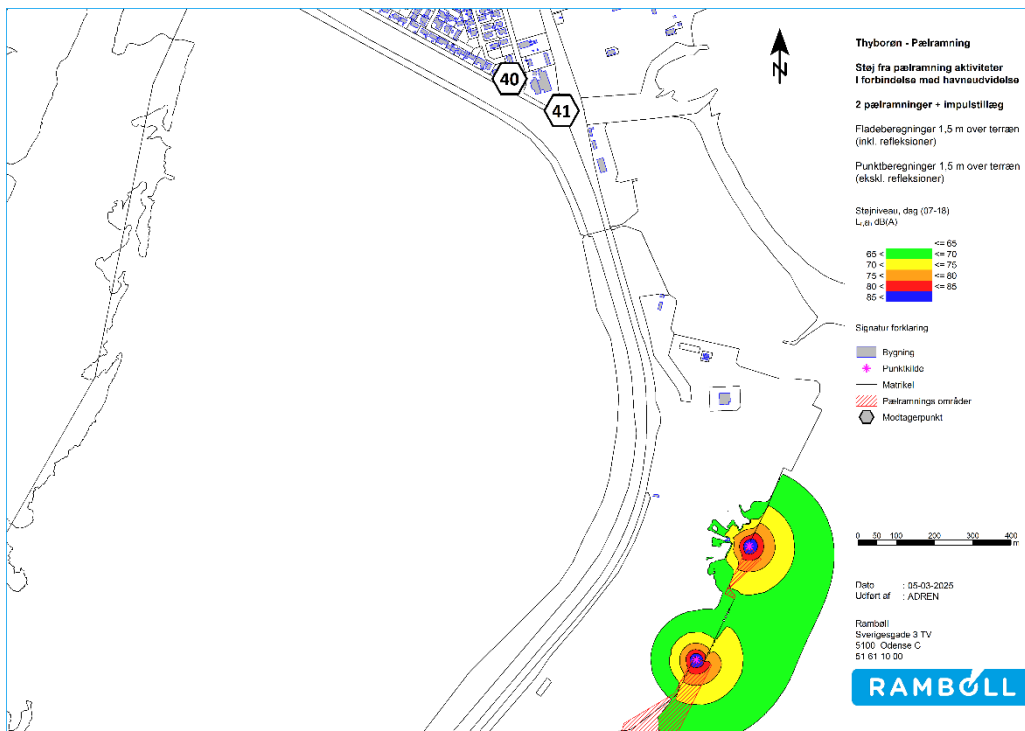 Thyborøn - Pælramning
Støj fra pælramning aktiviteter
I forbindelse med havneudvidelse
2 pælramninger + impulstillæg
Fladeberegninger 1,5 m over terræn
(inkl. refleksioner)
Punktberegninger 1,5 m over terræn
(ekskl. refleksioner)
Støjniveau, dag (07-18)
dB(A)
<= 65
65 < <= 70
70 < <= 75
75 < <= 80
80 < <= 85
85 <
Signatur forklaring
Bygning
Punktkilde
Matrikel
Pælramnings områder
Modtagerpunkt
40
41
N
0 50 100 200 300 400
m
Dato : 05-03-2025
Udført af : ADREN
Rambøll
Sverigesgade 3 TV
5100 Odense C
51 61 10 00
RAMBOLL